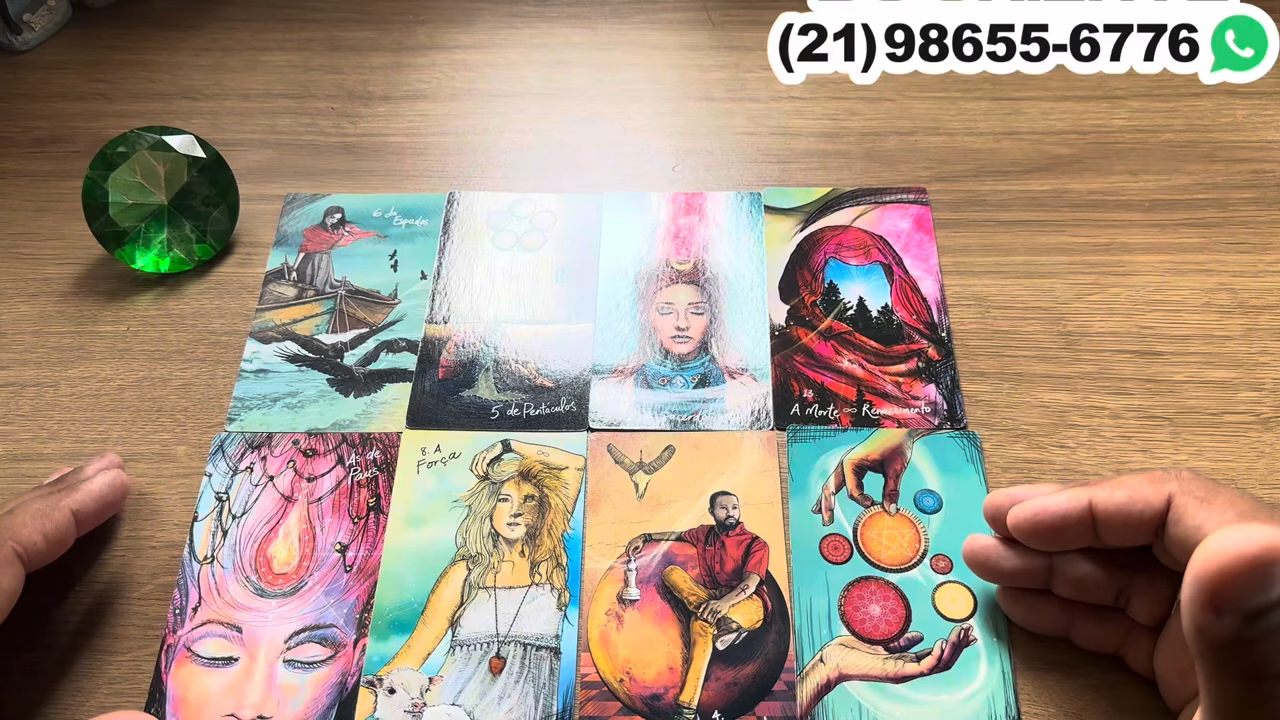 (21) 98655-6776
6 de
Espadas
5 de Pentáculos
13
A Morte ∞ Renascimento
Ás de
Paus
8. A
Força